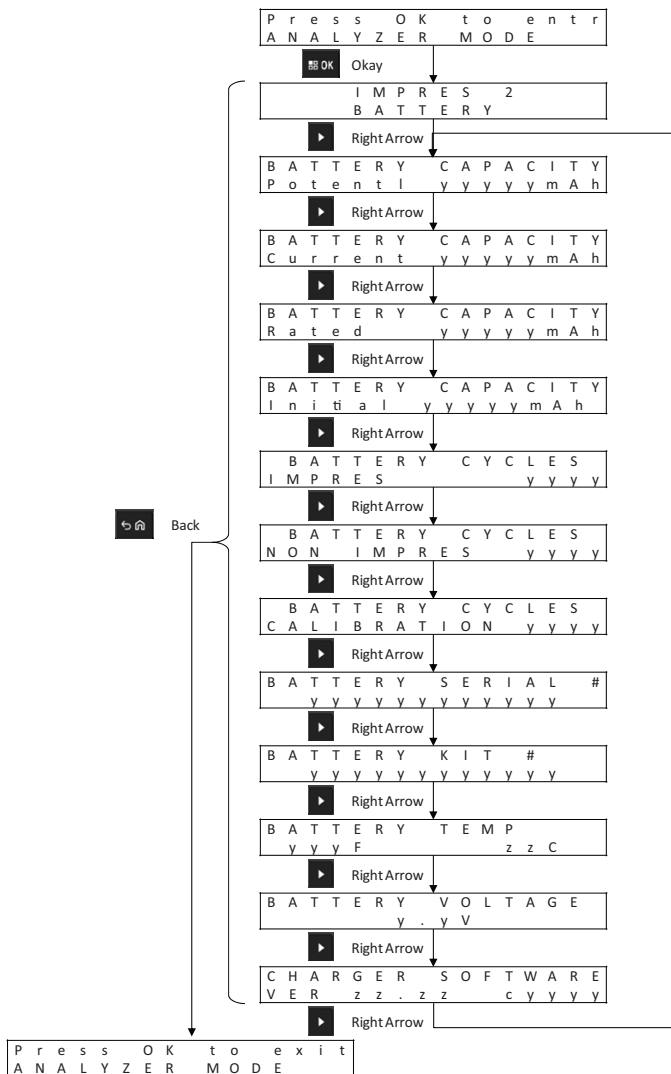 Press OK to entr
ANALYZER MODE
OK Okay
IMPRES 2
BATTERY
Right Arrow
BATTERY CAPACITY
Potentl yyyyymAh
Right Arrow
BATTERY CAPACITY
Current yyyyymAh
Right Arrow
BATTERY CAPACITY
Rated yyyyymAh
Right Arrow
BATTERY CAPACITY
Initial yyyyymAh
Right Arrow
BATTERY CYCLES
IMPRES yyyy
Right Arrow
Back
BATTERY CYCLES
NON IMPRES yyyy
Right Arrow
BATTERY CYCLES
CALIBRATION yyyy
Right Arrow
BATTERY SERIAL #
yyyyyyyyyyyy
Right Arrow
BATTERY KIT #
yyyyyyyyyyyy
Right Arrow
BATTERY TEMP
yyyF zzC
Right Arrow
BATTERY VOLTAGE
y.yV
Right Arrow
CHARGER SOFTWARE
VER zz.zz cyyyy
Right Arrow
Press OK to exit
ANALYZER MODE